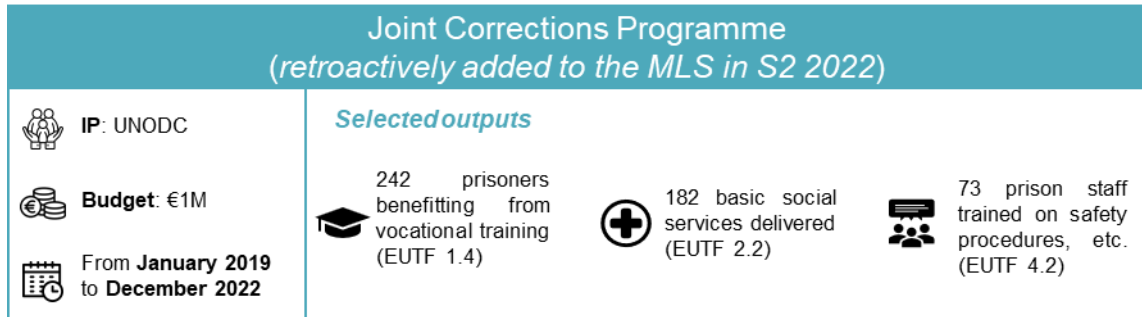 Joint Corrections Programme
(retroactively added to the MLS in S2 2022)
IP: UNODC
Budget: €1M
From January 2019
to December 2022
Selected outputs
242 prisoners
benefitting from
vocational training
(EUTF 1.4)
182 basic social
services delivered
(EUTF 2.2)
73 prison staff
trained on safety
procedures, etc.
(EUTF 4.2)